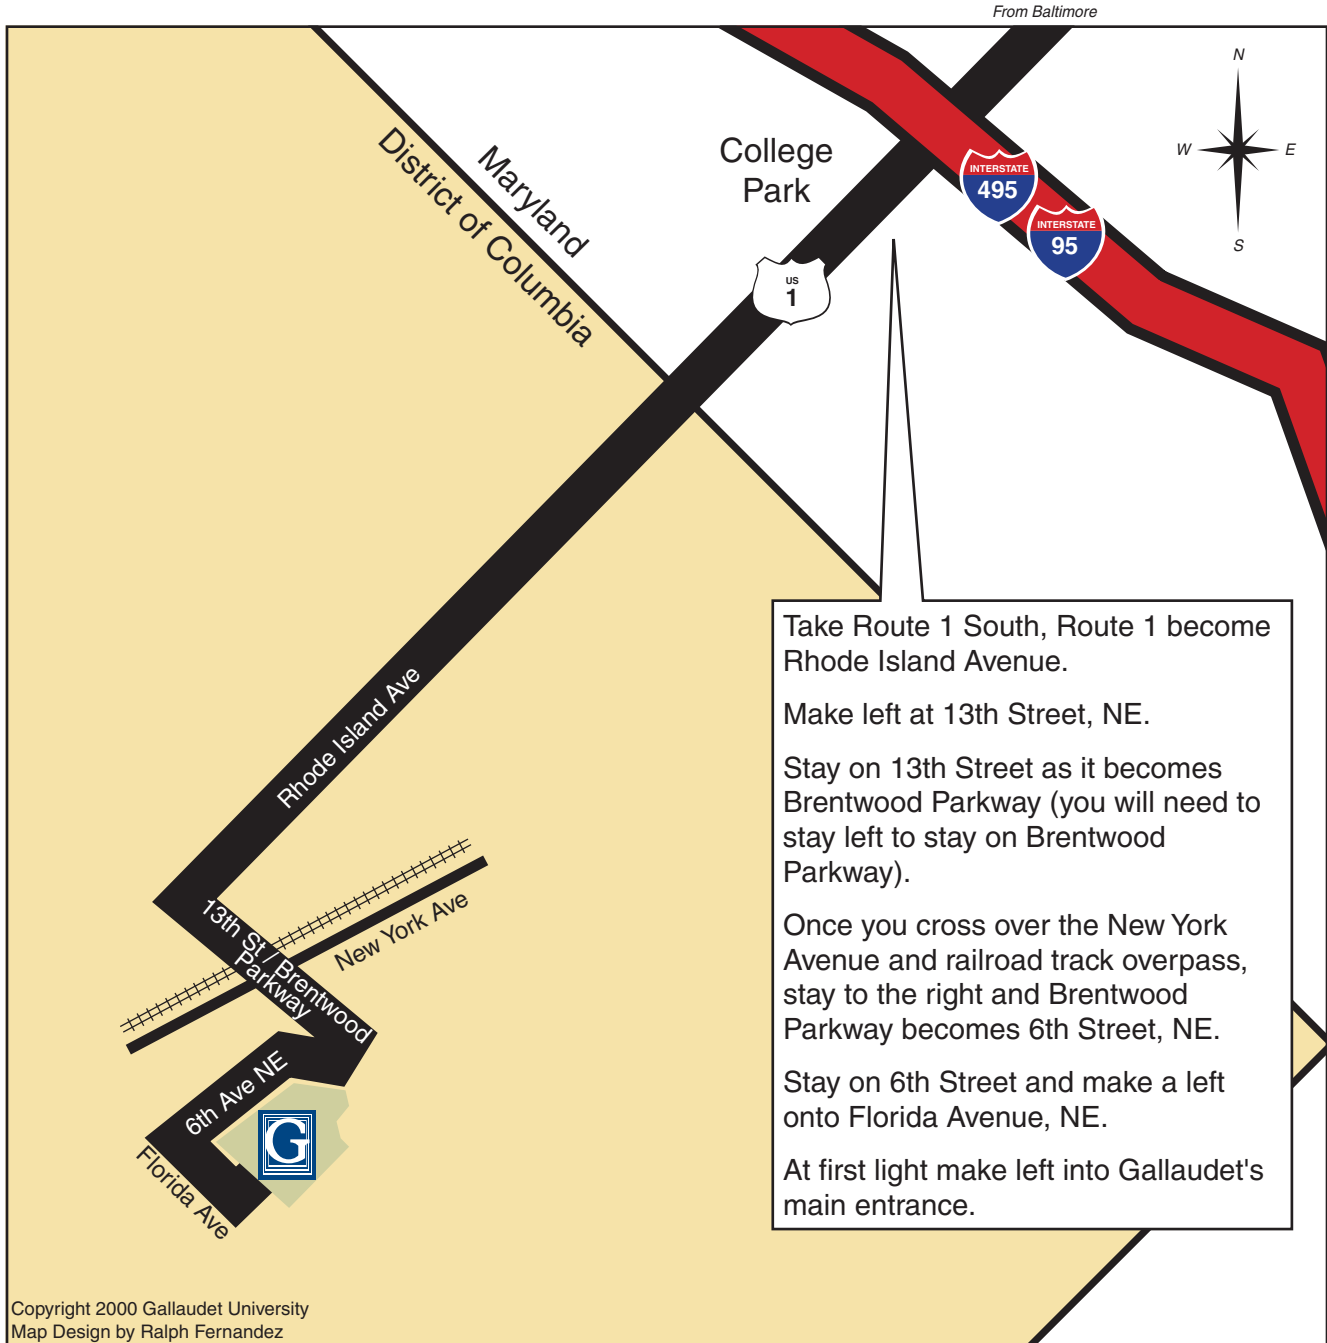 From Baltimore
N
W
E
S
College
Park
INTERSTATE
495
INTERSTATE
95
Maryland
District of Columbia
US
1
Take Route 1 South, Route 1 become
Rhode Island Avenue.
Make left at 13th Street, NE.
Stay on 13th Street as it becomes
Brentwood Parkway (you will need to
stay left to stay on Brentwood
Parkway).
Once you cross over the New York
Avenue and railroad track overpass,
stay to the right and Brentwood
Parkway becomes 6th Street, NE.
Stay on 6th Street and make a left
onto Florida Avenue, NE.
At first light make left into Gallaudet's
main entrance.
Rhode Island Ave
13th St / Brentwood
Parkway
New York Ave
6th Ave NE
G
Florida Ave
Copyright 2000 Gallaudet University
Map Design by Ralph Fernandez